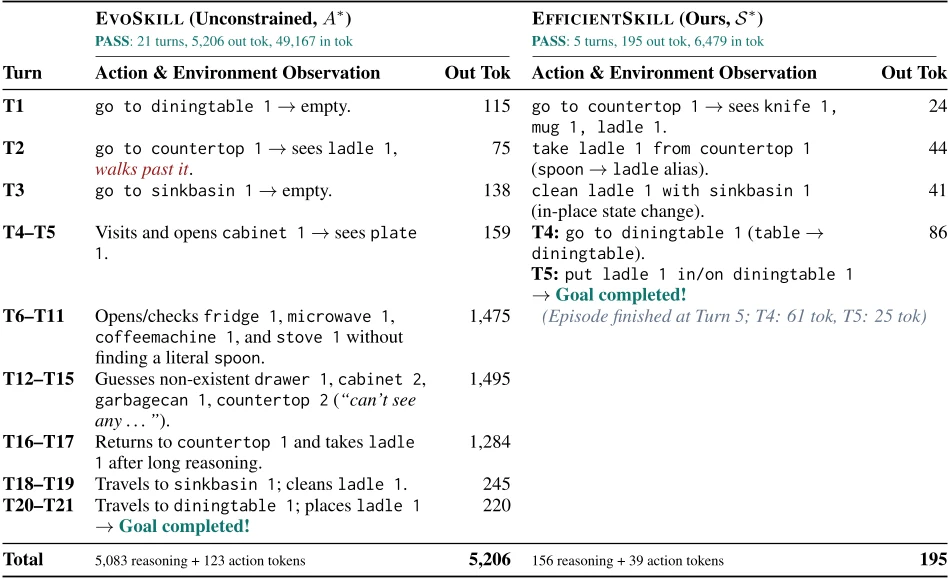 EVOSKILL (Unconstrained, A*) EFFICIENTSKILL (Ours, S*)
PASS: 21 turns, 5,206 out tok, 49,167 in tok PASS: 5 turns, 195 out tok, 6,479 in tok
Turn Action & Environment Observation Out Tok Action & Environment Observation Out Tok
T1 go to diningtable 1 → empty. 115 go to countertop 1 → sees knife 1, 24
mug 1, ladle 1.
T2 go to countertop 1 → sees ladle 1, 75 take ladle 1 from countertop 1 44
walks past it. (spoon → ladle alias).
T3 go to sinkbasin 1 → empty. 138 clean ladle 1 with sinkbasin 1 41
(in-place state change).
T4–T5 Visits and opens cabinet 1 → sees plate 159 T4: go to diningtable 1 (table → 86
1. diningtable).
T5: put ladle 1 in/on diningtable 1
→ Goal completed!
T6–T11 Opens/checks fridge 1, microwave 1, 1,475 (Episode finished at Turn 5; T4: 61 tok, T5: 25 tok)
coffeemachine 1, and stove 1 without
finding a literal spoon.
T12–T15 Guesses non-existent drawer 1, cabinet 2, 1,495
garbagecan 1, countertop 2 (“can't see
any . . . ”).
T16–T17 Returns to countertop 1 and takes ladle 1,284
1 after long reasoning.
T18–T19 Travels to sinkbasin 1; cleans ladle 1. 245
T20–T21 Travels to diningtable 1; places ladle 1 220
→ Goal completed!
Total 5,083 reasoning + 123 action tokens 5,206 156 reasoning + 39 action tokens 195